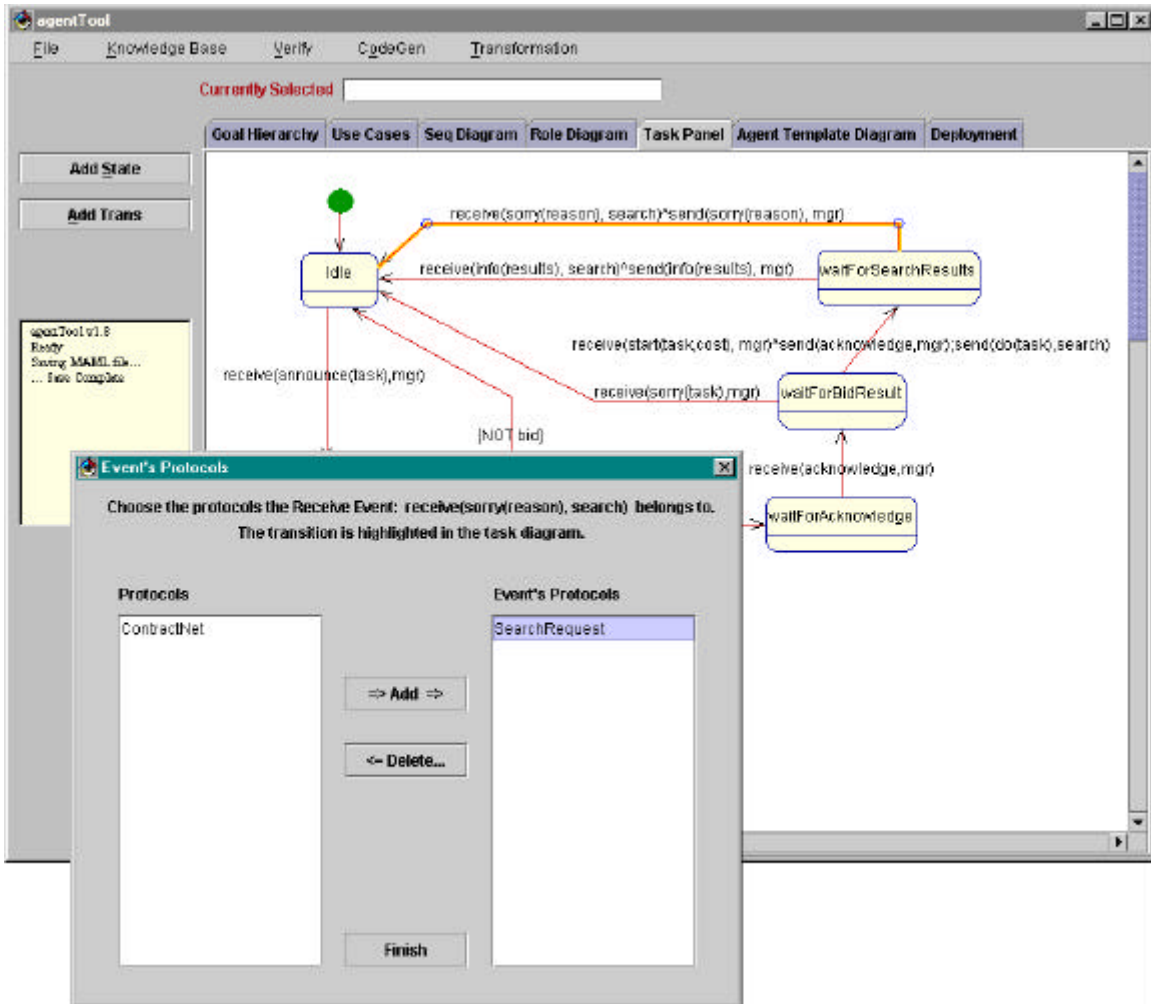 agentTool
File Knowledge Base Verify CodeGen Transformation
Currently Selected
Goal Hierarchy Use Cases Seq Diagram Role Diagram Task Panel Agent Template Diagram Deployment
Add State
Add Trans
receive(sorry(reason), search)^send(sorry(reason), mgr)
Idle
receive(info(results), search)^send(info(results), mgr)
waitForSearchResults
agentTool v1.8
Ready
Saving MAML file...
... Save Complete
receive(start(task,cost), mgr)^send(acknowledge,mgr);send(do(task),search)
receive(announce(task),mgr)
receive(sorry(task),mgr)
waitForBidResult
[NOT bid]
receive(acknowledge,mgr)
waitForAcknowledge
Event's Protocols
Choose the protocols the Receive Event: receive(sorry(reason), search) belongs to.
The transition is highlighted in the task diagram.
Protocols
Event's Protocols
ContractNet
SearchRequest
=> Add =>
<= Delete...
Finish